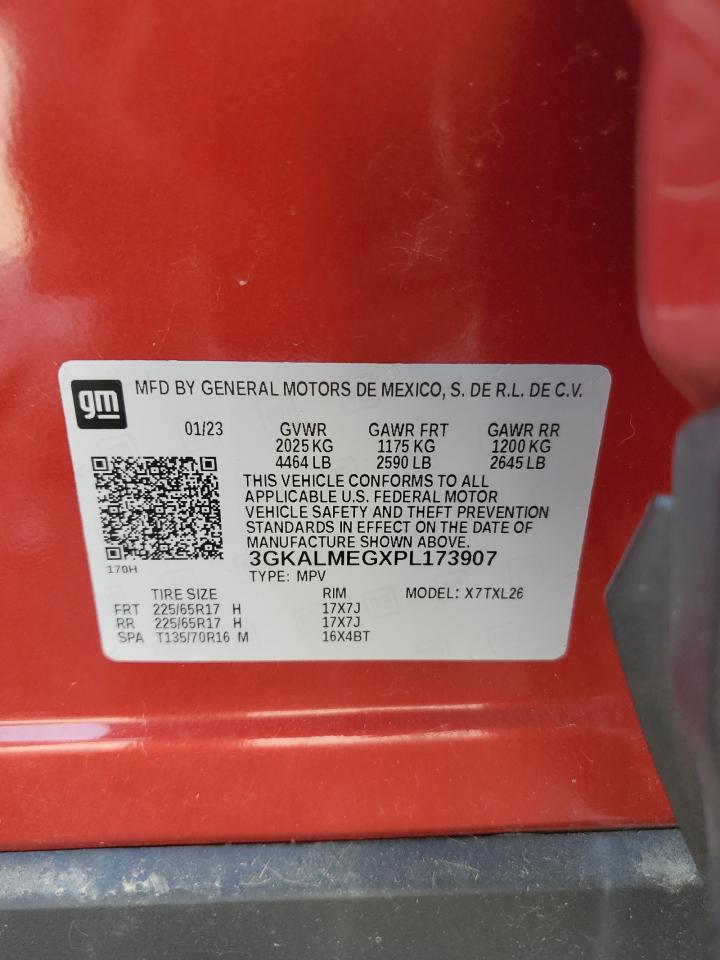 gm MFD BY GENERAL MOTORS DE MEXICO, S. DE R.L. DE C.V.
01/23 GVWR GAWR FRT GAWR RR
2025 KG 1175 KG 1200 KG
4464 LB 2590 LB 2645 LB
THIS VEHICLE CONFORMS TO ALL
APPLICABLE U.S. FEDERAL MOTOR
VEHICLE SAFETY AND THEFT PREVENTION
STANDARDS IN EFFECT ON THE DATE OF
MANUFACTURE SHOWN ABOVE.
3GKALMEGXPL173907
170H
TYPE: MPV
TIRE SIZE RIM MODEL: X7TXL26
FRT 225/65R17 H 17X7J
RR 225/65R17 H 17X7J
SPA T135/70R16 M 16X4BT